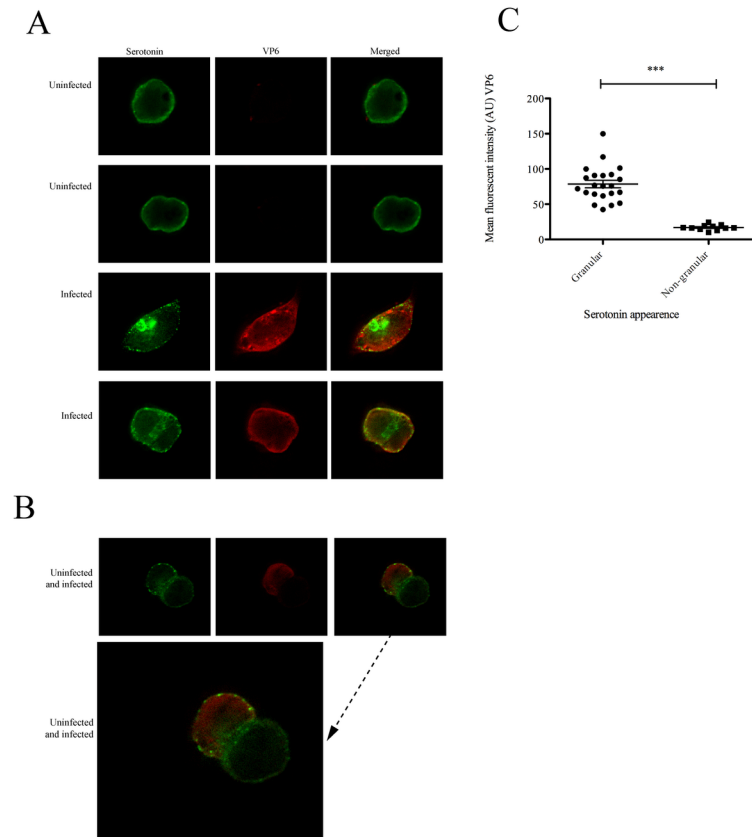 A
Serotonin VP6 Merged
Uninfected
Uninfected
Infected
Infected
B
Uninfected
and infected
Uninfected
and infected
C
***
Mean fluorescent intensity (AU) VP6
200
150
100
50
0
Granular
Non-granular
Serotonin appearence